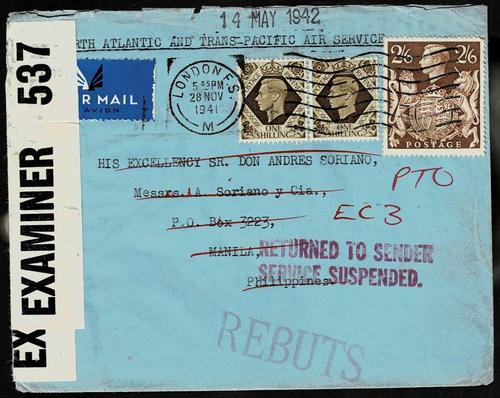 14 MAY 1942
RTH ATLANTIC AND TRANS-PACIFIC AIR SERVICE
EX EXAMINER 537
R MAIL
AVION
LONDON E.C.
5 45PM
28 NOV
1941
M
ONE SHILLING
ONE SHILLING
2/6 2/6
POSTAGE
HIS EXCELLENCY SR. DON ANDRES SORIANO,
Messrs. A. Soriano y Cia.,
P.O. Box 3223,
MANILA,
Philippines.
PTO
EC3
RETURNED TO SENDER
SERVICE SUSPENDED.
REBUTS